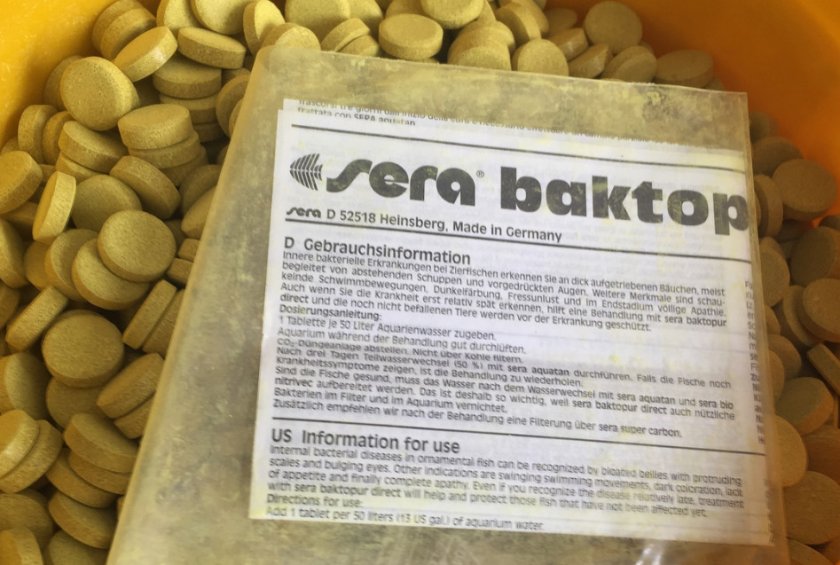 trattata con SERA aquatan
sera® baktop
sera D 52518 Heinsberg, Made in Germany
D Gebrauchsinformation
Innere bakterielle Erkrankungen bei Zierfischen erkennen Sie an dick aufgetriebenen Bäuchen, meist
begleitet von abstehenden Schuppen und vorgedrückten Augen. Weitere Merkmale sind schau-
kelnde Schwimmbewegungen, Dunkelfärbung, Fressunlust und im Endstadium völlige Apathie.
Auch wenn Sie die Krankheit erst relativ spät erkennen, hilft eine Behandlung mit sera baktopur
direct und die noch nicht befallenen Tiere werden vor der Erkrankung geschützt.
Dosierungsanleitung:
1 Tablette je 50 Liter Aquarienwasser zugeben.
Aquarium während der Behandlung gut durchlüften.
CO₂-Düngeanlage abstellen. Nicht über Kohle filtern.
Nach drei Tagen Teilwasserwechsel (50 %) mit sera aquatan durchführen. Falls die Fische noch
Krankheitssymptome zeigen, ist die Behandlung zu wiederholen.
Sind die Fische gesund, muss das Wasser nach dem Wasserwechsel mit sera aquatan und sera bio
nitrivec aufbereitet werden. Das ist deshalb so wichtig, weil sera baktopur direct auch nützliche
Bakterien im Filter und im Aquarium vernichtet.
Zusätzlich empfehlen wir nach der Behandlung eine Filterung über sera super carbon.
US Information for use
Internal bacterial diseases in ornamental fish can be recognized by bloated bellies with protruding
scales and bulging eyes. Other indications are swinging swimming movements, dark coloration, lack
of appetite and finally complete apathy. Even if you recognize the disease relatively late, treatment
with sera baktopur direct will help and protect those fish that have not been affected yet.
Directions for use:
Add 1 tablet per 50 liters (13 US gal.) of aquarium water.